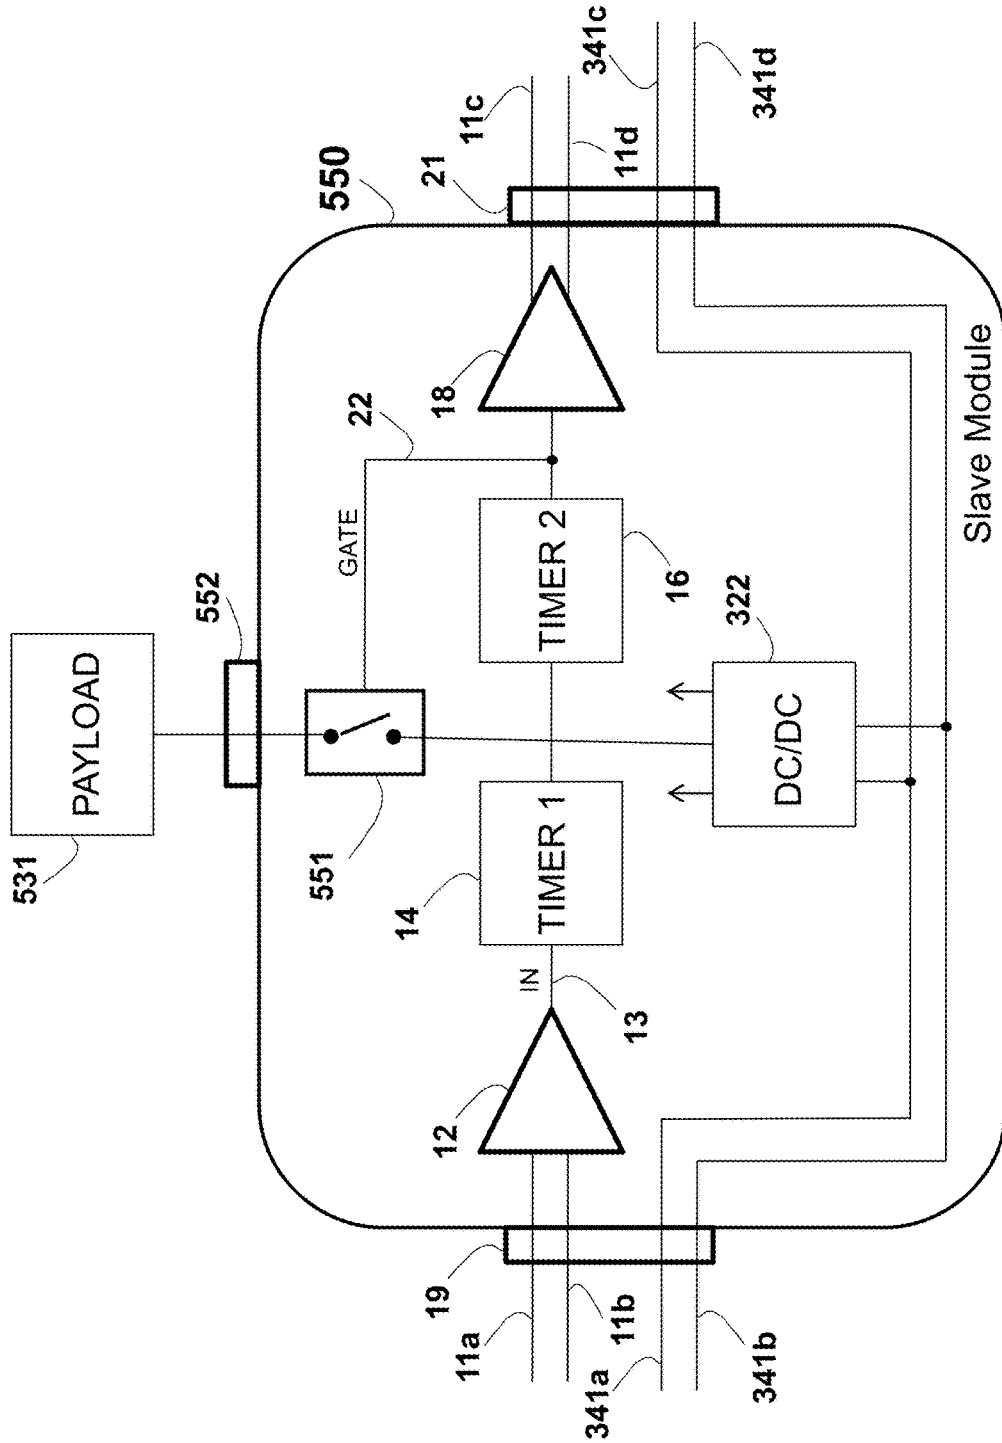 PAYLOAD
531
552
550
GATE
22
551
21
11c
11d
341c
341d
14
TIMER 1
TIMER 2
16
18
12
IN
13
19
11a
11b
341a
341b
DC/DC
322
Slave Module